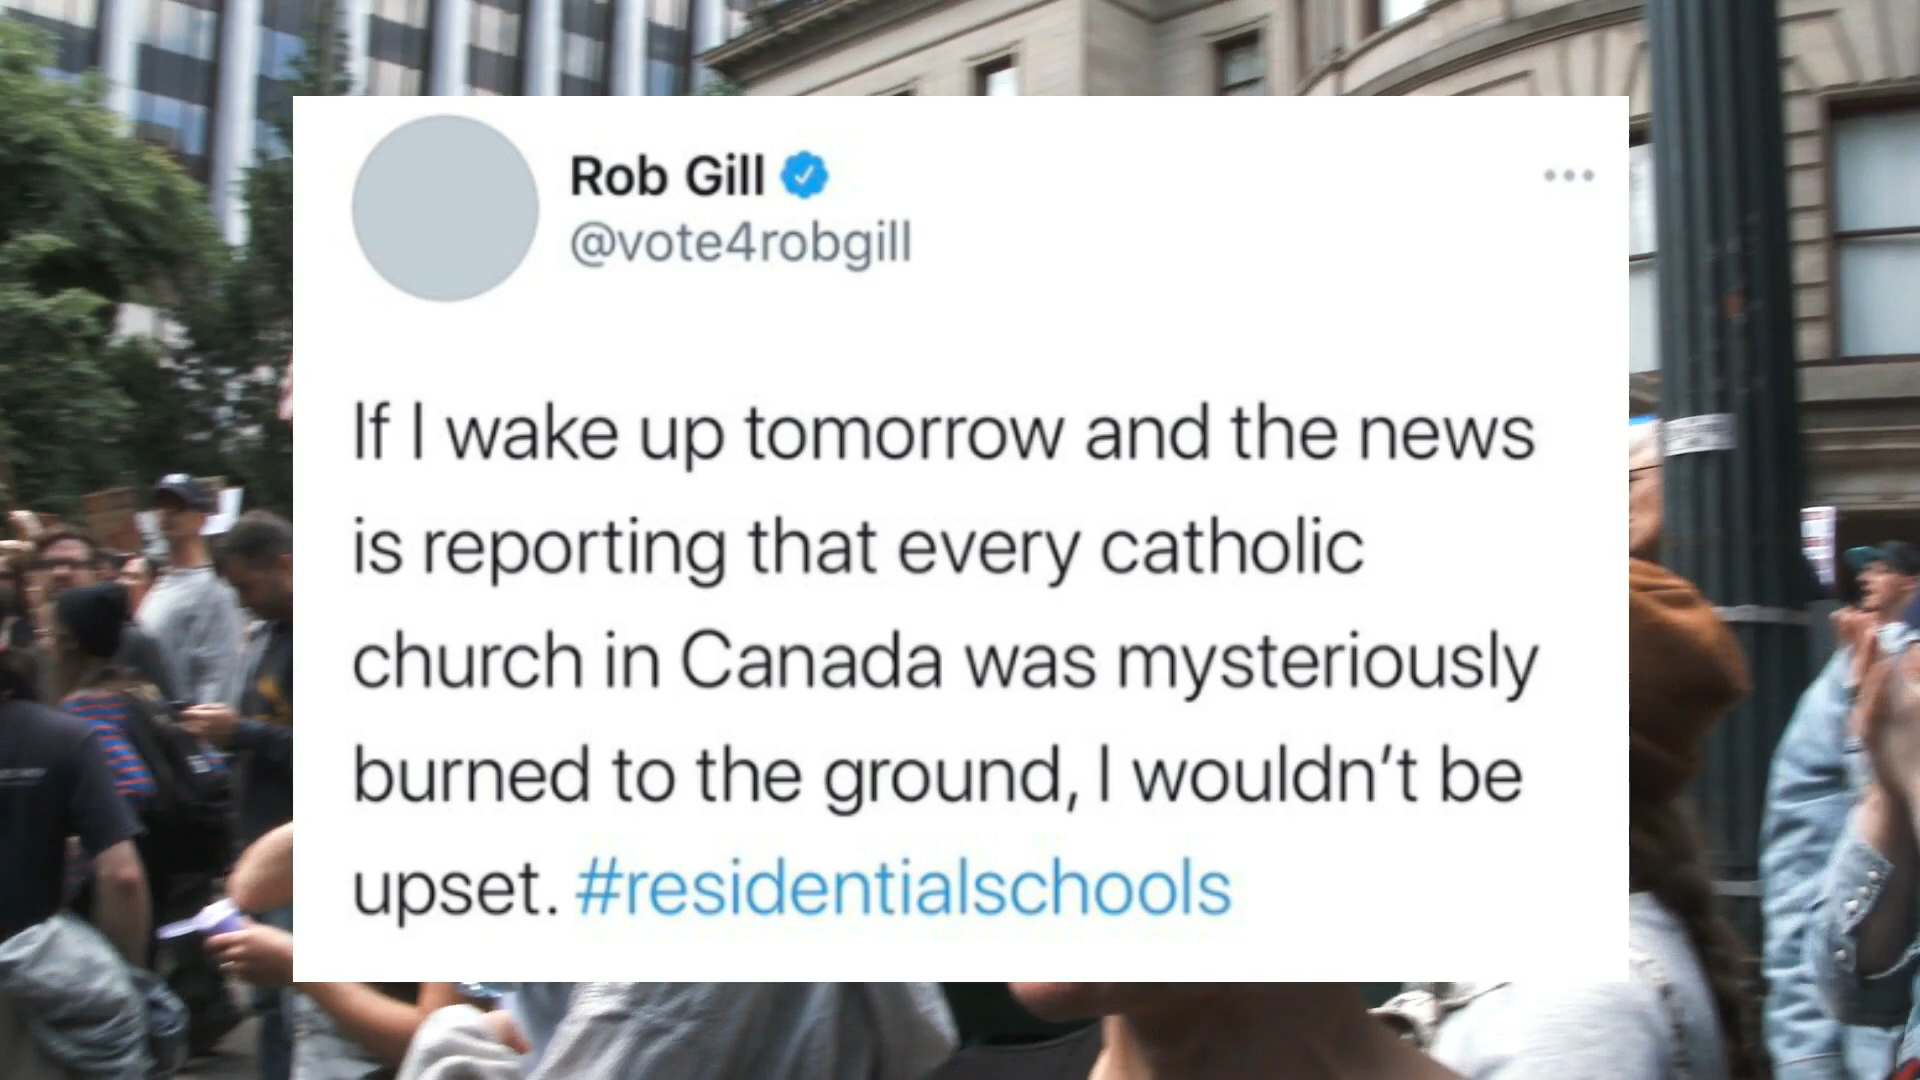 Rob Gill
@vote4robgill
If I wake up tomorrow and the news
is reporting that every catholic
church in Canada was mysteriously
burned to the ground, I wouldn't be
upset. #residentialschools